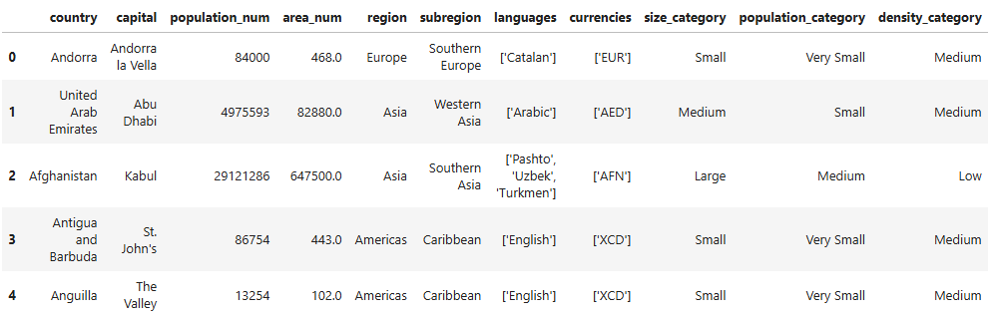 country capital population_num area_num region subregion languages currencies size_category population_category density_category
0 Andorra Andorra la Vella 84000 468.0 Europe Southern Europe ['Catalan'] ['EUR'] Small Very Small Medium
1 United Arab Emirates Abu Dhabi 4975593 82880.0 Asia Western Asia ['Arabic'] ['AED'] Medium Small Medium
2 Afghanistan Kabul 29121286 647500.0 Asia Southern Asia ['Pashto', 'Uzbek', 'Turkmen'] ['AFN'] Large Medium Low
3 Antigua and Barbuda St. John's 86754 443.0 Americas Caribbean ['English'] ['XCD'] Small Very Small Medium
4 Anguilla The Valley 13254 102.0 Americas Caribbean ['English'] ['XCD'] Small Very Small Medium